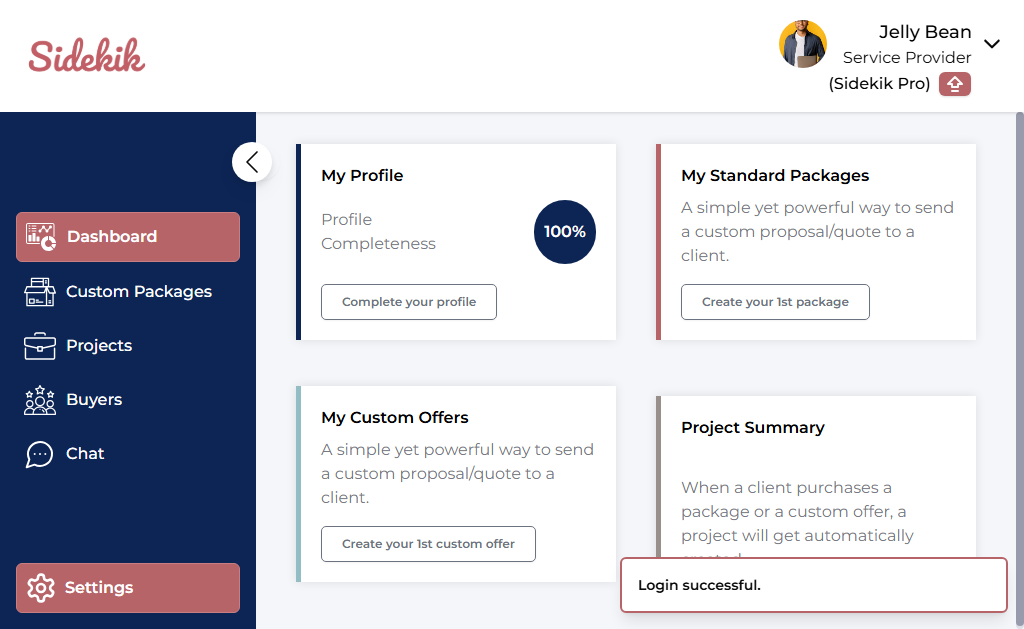 Sidekik
Jelly Bean
Service Provider
(Sidekik Pro)
Dashboard
Custom Packages
Projects
Buyers
Chat
Settings
My Profile
Profile
Completeness
100%
Complete your profile
My Standard Packages
A simple yet powerful way to send
a custom proposal/quote to a
client.
Create your 1st package
My Custom Offers
A simple yet powerful way to send
a custom proposal/quote to a
client.
Create your 1st custom offer
Project Summary
When a client purchases a
package or a custom offer, a
project will get automatically
Login successful.